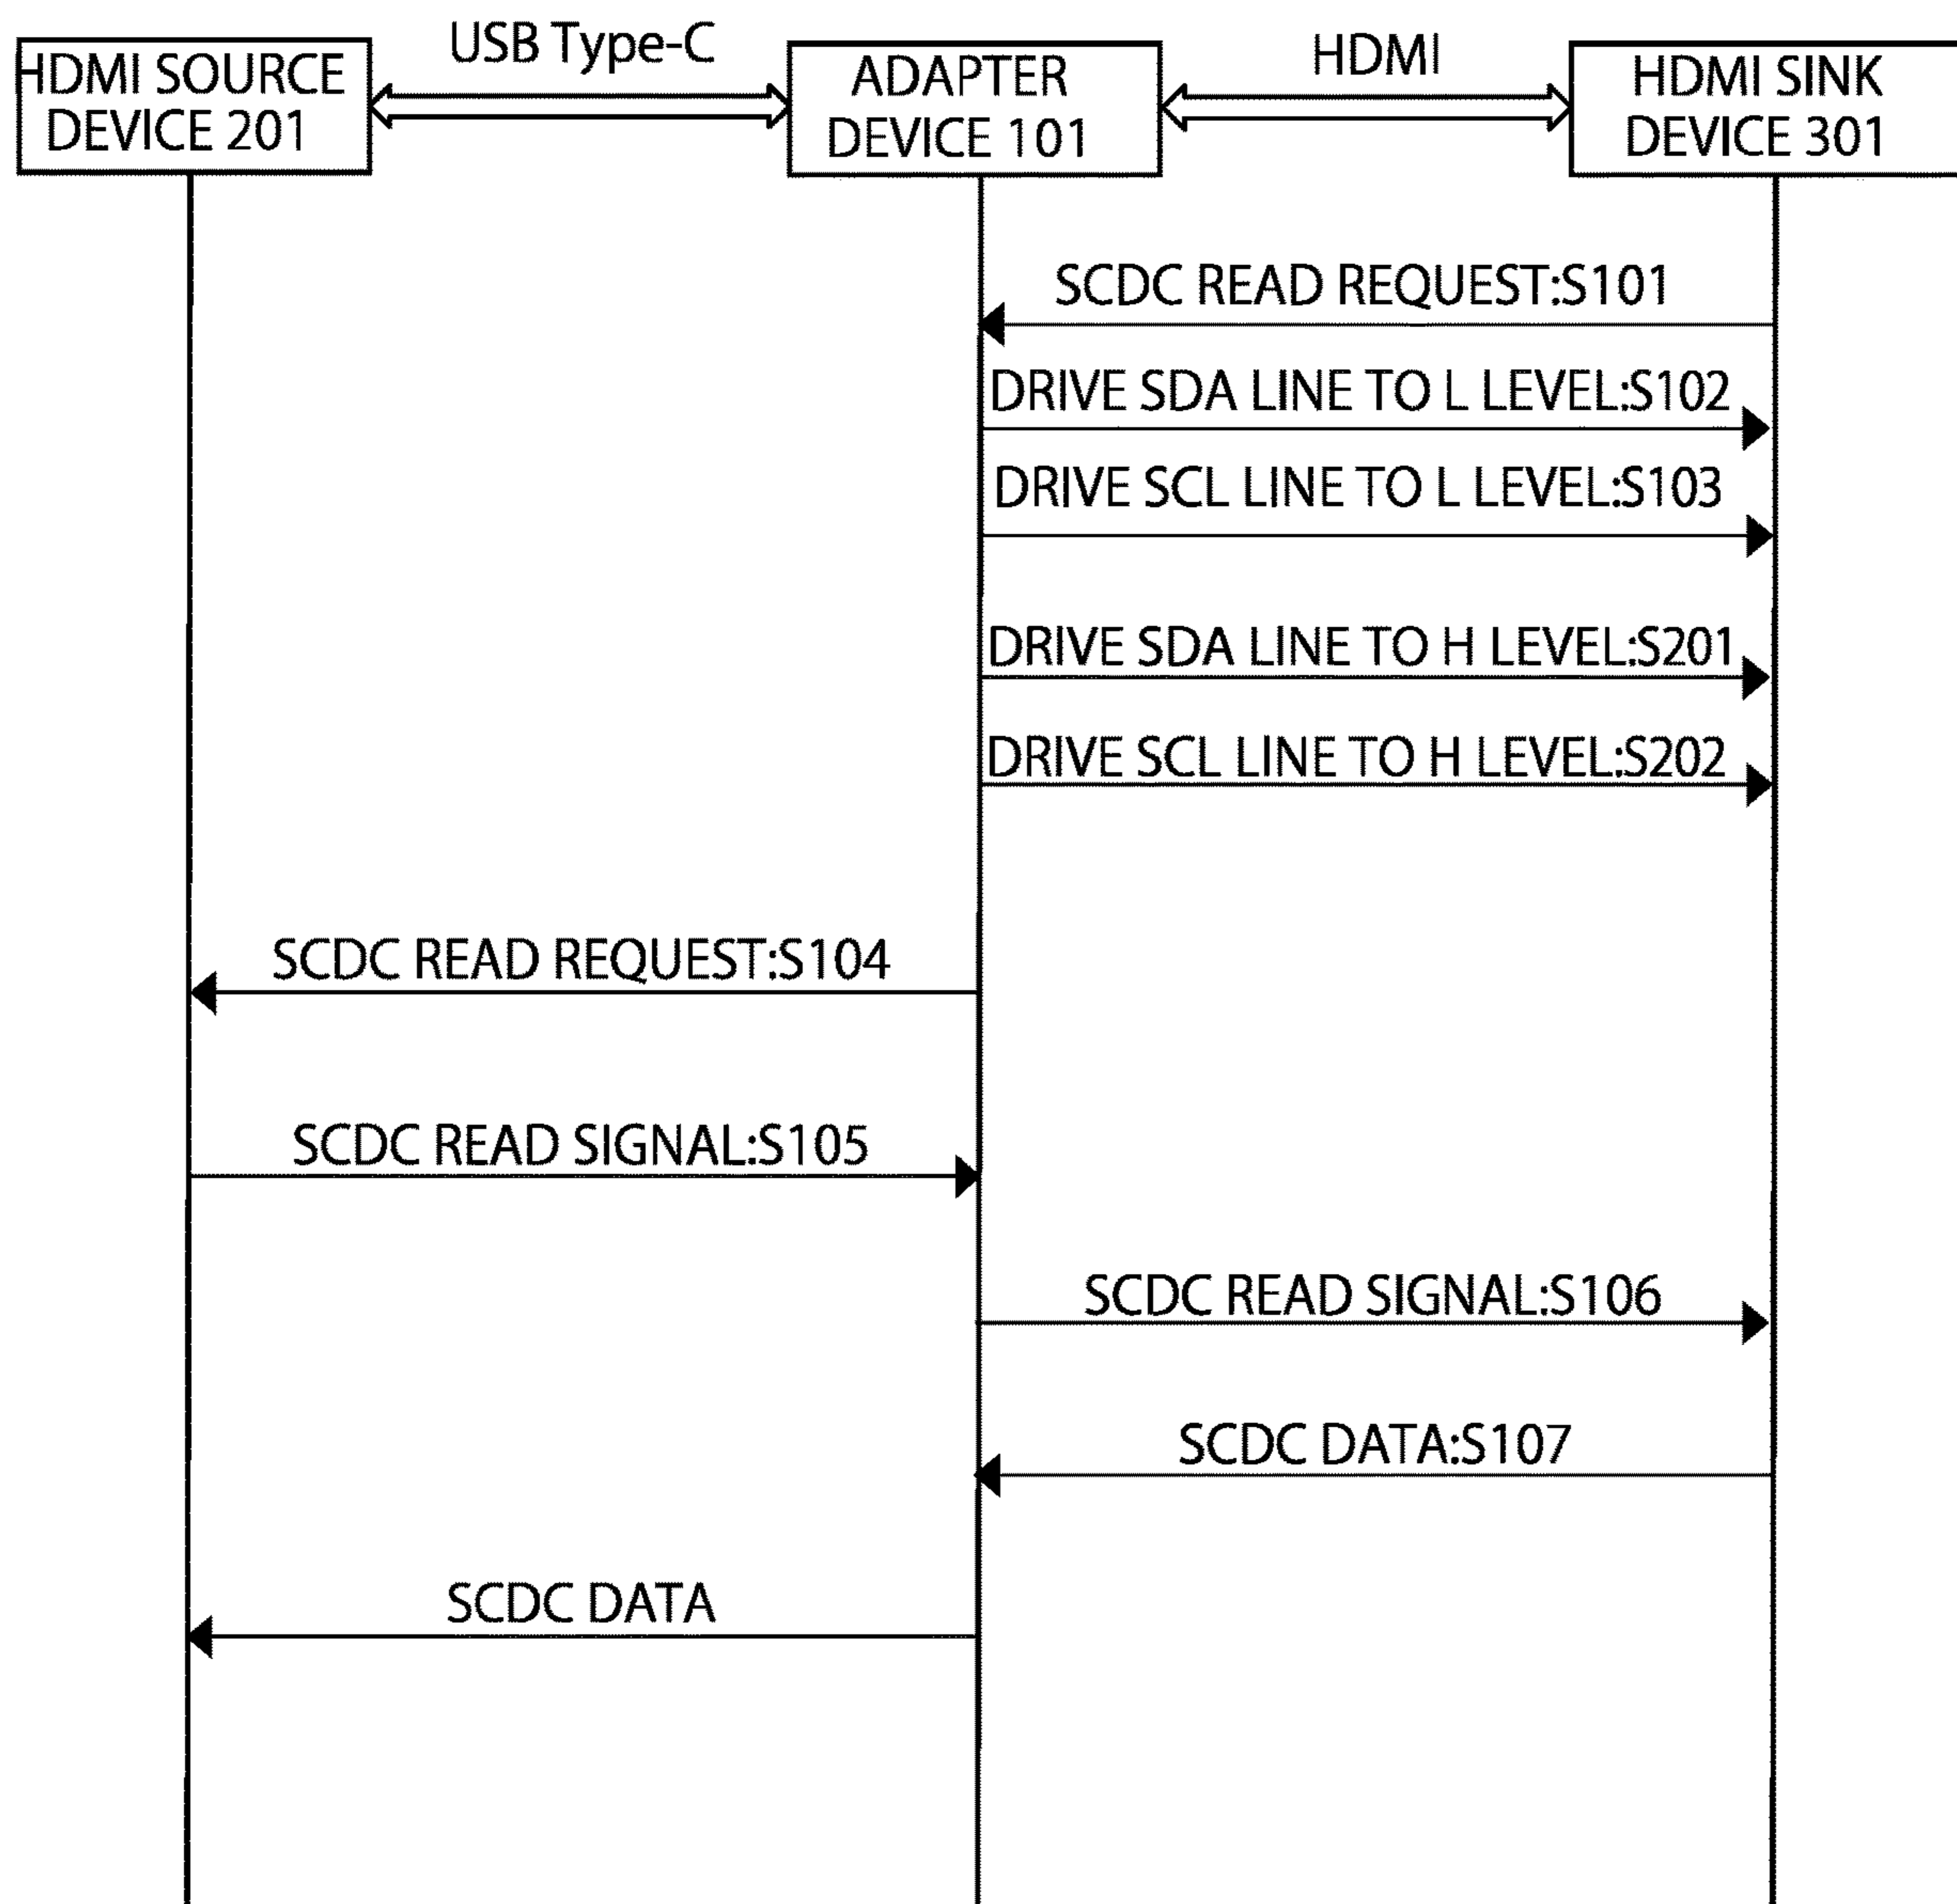 HDMI SOURCE
DEVICE 201
USB Type-C
ADAPTER
DEVICE 101
HDMI
HDMI SINK
DEVICE 301
SCDC READ REQUEST:S101
DRIVE SDA LINE TO L LEVEL:S102
DRIVE SCL LINE TO L LEVEL:S103
DRIVE SDA LINE TO H LEVEL:S201
DRIVE SCL LINE TO H LEVEL:S202
SCDC READ REQUEST:S104
SCDC READ SIGNAL:S105
SCDC READ SIGNAL:S106
SCDC DATA:S107
SCDC DATA